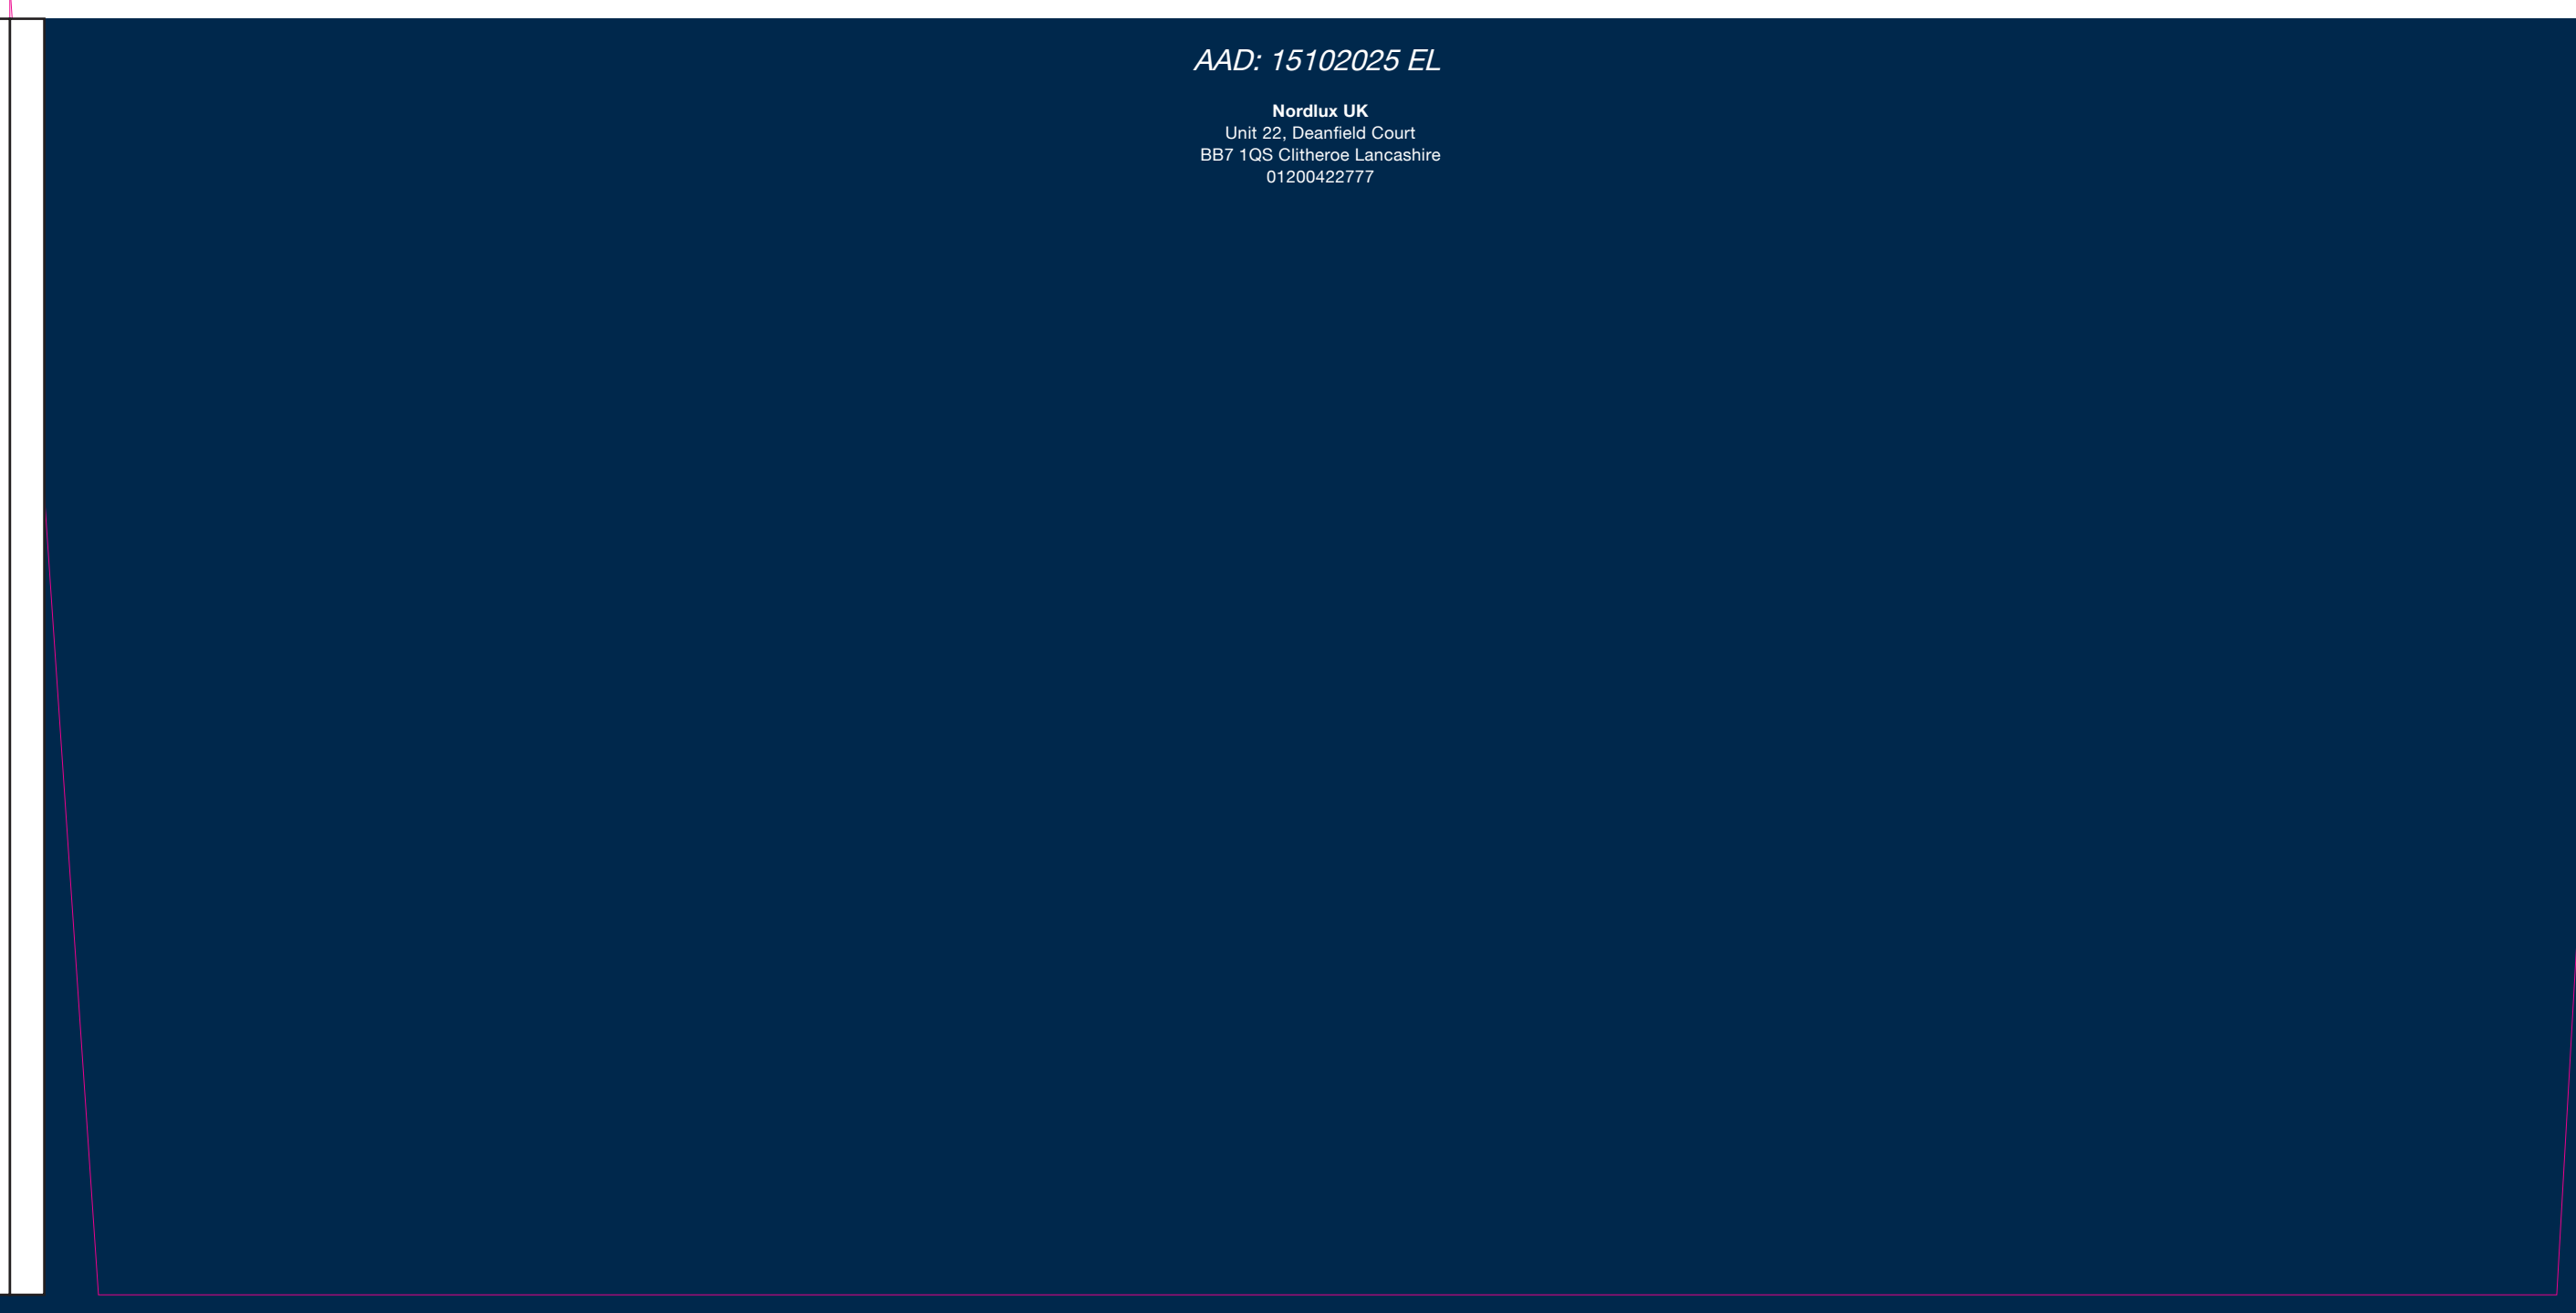 AAD: 15102025 EL
Nordlux UK
Unit 22, Deanfield Court
BB7 1QS Clitheroe Lancashire
01200422777